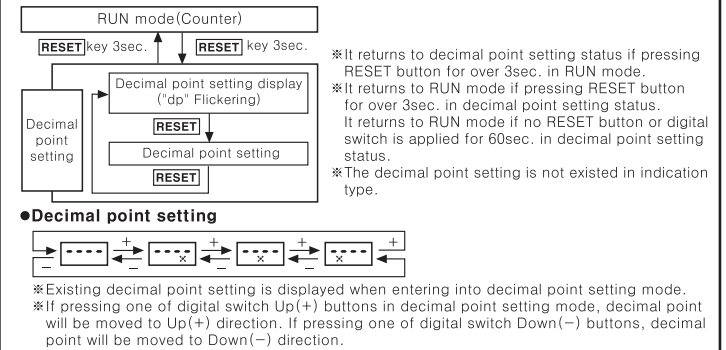 RUN mode(Counter)
RESET key 3sec.
RESET key 3sec.
Decimal point setting display
("dp" Flickering)
RESET
Decimal point setting
RESET
Decimal
point
setting
※It returns to decimal point setting status if pressing
RESET button for over 3sec. in RUN mode.
※It returns to RUN mode if pressing RESET button
for over 3sec. in decimal point setting status.
It returns to RUN mode if no RESET button or digital
switch is applied for 60sec. in decimal point setting
status.
※The decimal point setting is not existed in indication
type.
●Decimal point setting
+ + + +
- - - -
※Existing decimal point setting is displayed when entering into decimal point setting mode.
※If pressing one of digital switch Up(+) buttons in decimal point setting mode, decimal point
will be moved to Up(+) direction. If pressing one of digital switch Down(-) buttons, decimal
point will be moved to Down(-) direction.